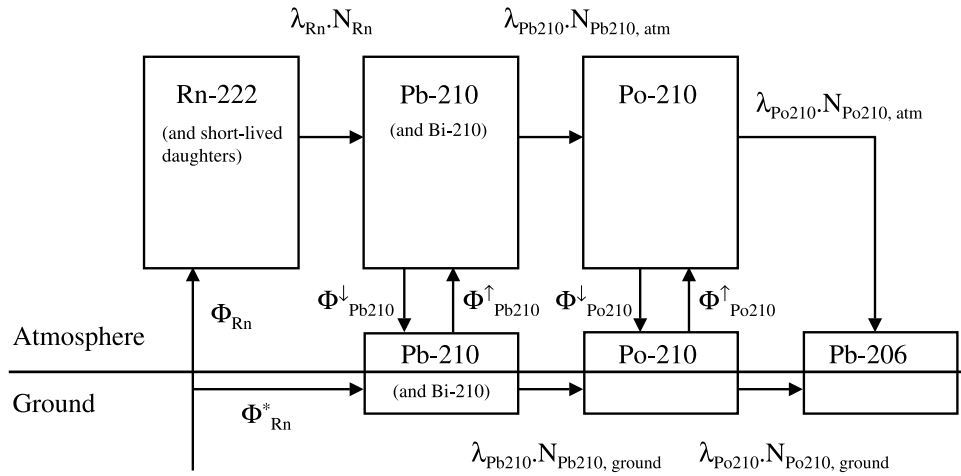 λRn.NRn
λPb210.NPb210, atm
Rn-222
(and short-lived
daughters)
Pb-210
(and Bi-210)
Po-210
λPo210.NPo210, atm
ΦRn
Φ↓Pb210
Φ↑Pb210
Φ↓Po210
Φ↑Po210
Atmosphere
Pb-210
(and Bi-210)
Po-210
Pb-206
Ground
Φ*Rn
λPb210.NPb210, ground
λPo210.NPo210, ground